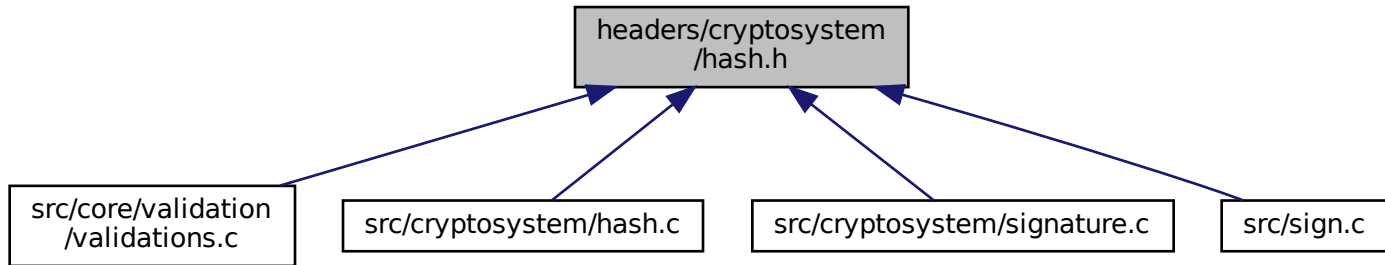 headers/cryptosystem
/hash.h
src/core/validation
/validations.c
src/cryptosystem/hash.c
src/cryptosystem/signature.c
src/sign.c